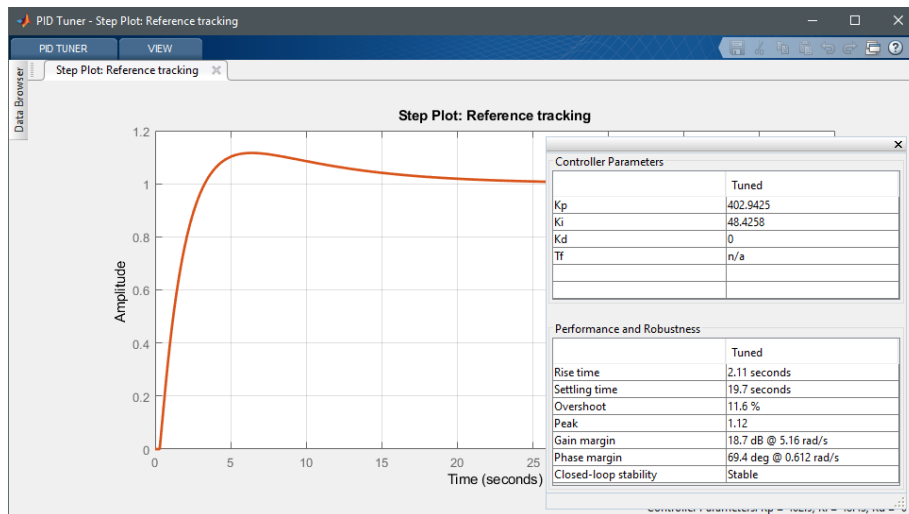 PID Tuner - Step Plot: Reference tracking
PID TUNER VIEW
Data Browser
Step Plot: Reference tracking
Step Plot: Reference tracking
Amplitude
1.2
1
0.8
0.6
0.4
0.2
0
0 5 10 15 20 25
Time (seconds)
Controller Parameters
Tuned
Kp 402.9425
Ki 48.4258
Kd 0
Tf n/a
Performance and Robustness
Tuned
Rise time 2.11 seconds
Settling time 19.7 seconds
Overshoot 11.6 %
Peak 1.12
Gain margin 18.7 dB @ 5.16 rad/s
Phase margin 69.4 deg @ 0.612 rad/s
Closed-loop stability Stable
Controller Parameters: Kp =